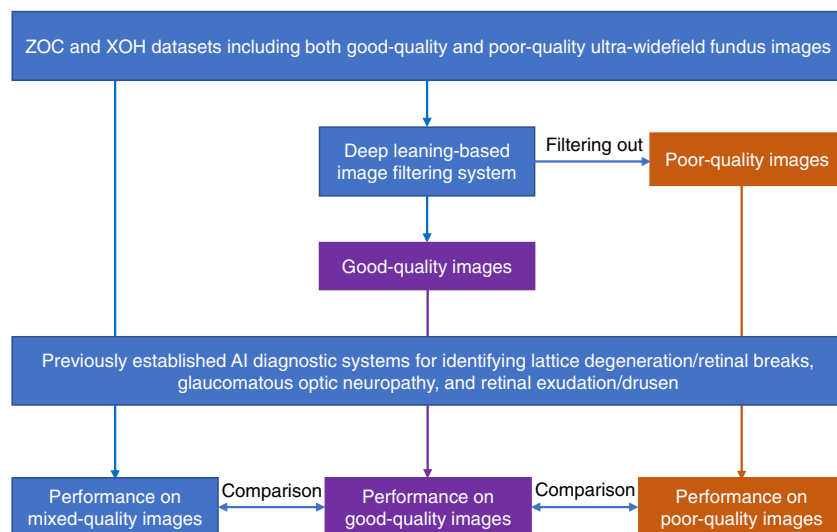 ZOC and XOH datasets including both good-quality and poor-quality ultra-widefield fundus images
Deep leaning-based
image filtering system
Filtering out
Poor-quality images
Good-quality images
Previously established AI diagnostic systems for identifying lattice degeneration/retinal breaks,
glaucomatous optic neuropathy, and retinal exudation/drusen
Performance on
mixed-quality images
Comparison
Performance on
good-quality images
Comparison
Performance on
poor-quality images